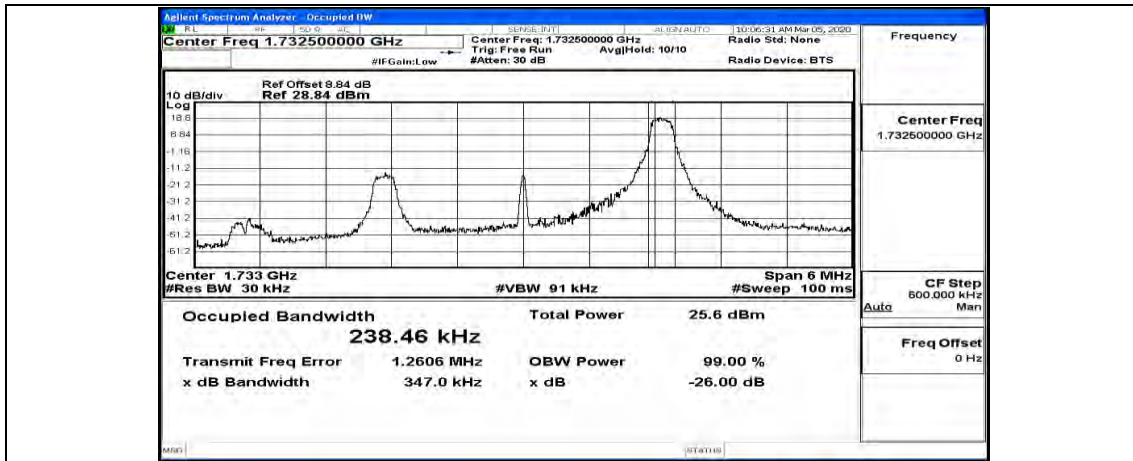 Agilent Spectrum Analyzer - Occupied BW
RL RF 50 Ω AC SENSE:INT ALIGN AUTO 10:06:31 AM Mar 05, 2020
Center Freq 1.732500000 GHz
Center Freq: 1.732500000 GHz
Radio Std: None
Trig: Free Run Avg|Hold: 10/10
#IFGain:Low #Atten: 30 dB Radio Device: BTS
Frequency
Ref Offset 8.84 dB
10 dB/div Ref 28.84 dBm
Log
18.8
8.84
-1.16
-11.2
-21.2
-31.2
-41.2
-51.2
-61.2
Center Freq
1.732500000 GHz
Center 1.733 GHz Span 6 MHz
#Res BW 30 kHz #VBW 91 kHz #Sweep 100 ms
CF Step
600.000 kHz
Auto Man
Occupied Bandwidth Total Power 25.6 dBm
238.46 kHz
Transmit Freq Error 1.2606 MHz OBW Power 99.00 %
x dB Bandwidth 347.0 kHz x dB -26.00 dB
Freq Offset
0 Hz
MSG STATUS